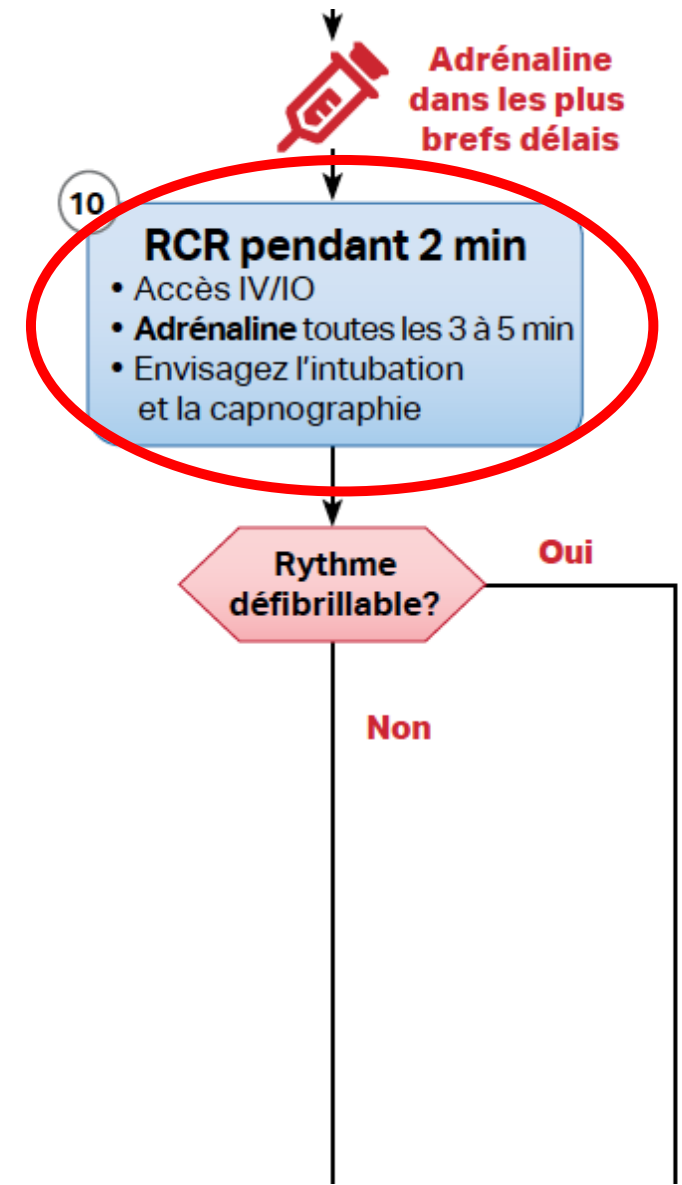 Adrénaline
dans les plus
brefs délais
10
RCR pendant 2 min
• Accès IV/IO
• Adrénaline toutes les 3 à 5 min
• Envisagez l'intubation
et la capnographie
Rythme
défibrillable?
Oui
Non